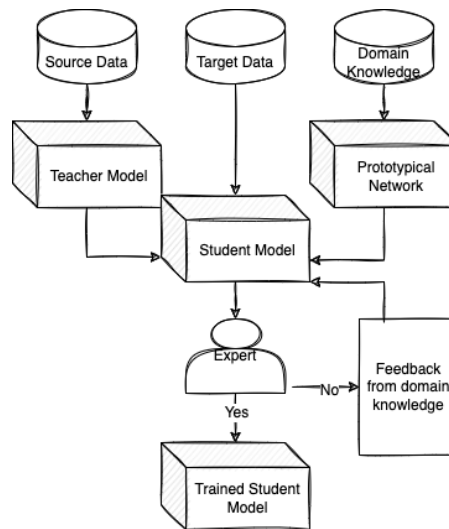 Source Data
Target Data
Domain
Knowledge
Teacher Model
Prototypical
Network
Student Model
Expert
No
Feedback
from domain
knowledge
Yes
Trained Student
Model